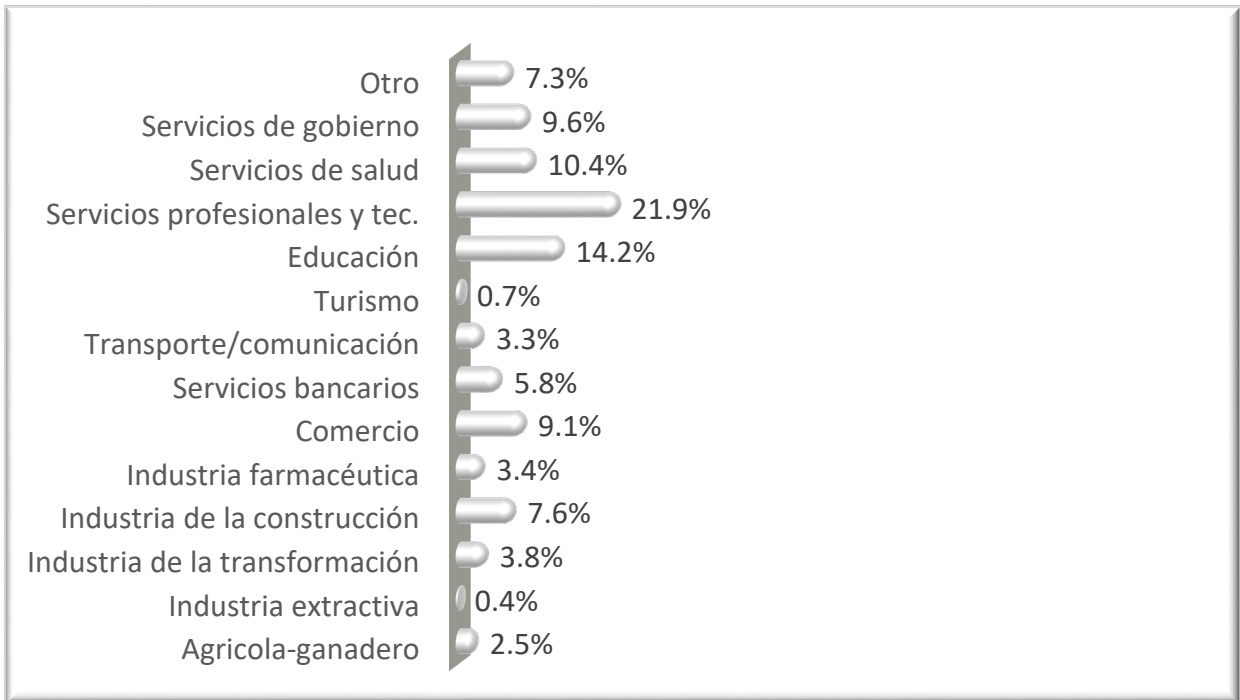 Otro 7.3%
Servicios de gobierno 9.6%
Servicios de salud 10.4%
Servicios profesionales y tec. 21.9%
Educación 14.2%
Turismo 0.7%
Transporte/comunicación 3.3%
Servicios bancarios 5.8%
Comercio 9.1%
Industria farmacéutica 3.4%
Industria de la construcción 7.6%
Industria de la transformación 3.8%
Industria extractiva 0.4%
Agricola-ganadero 2.5%